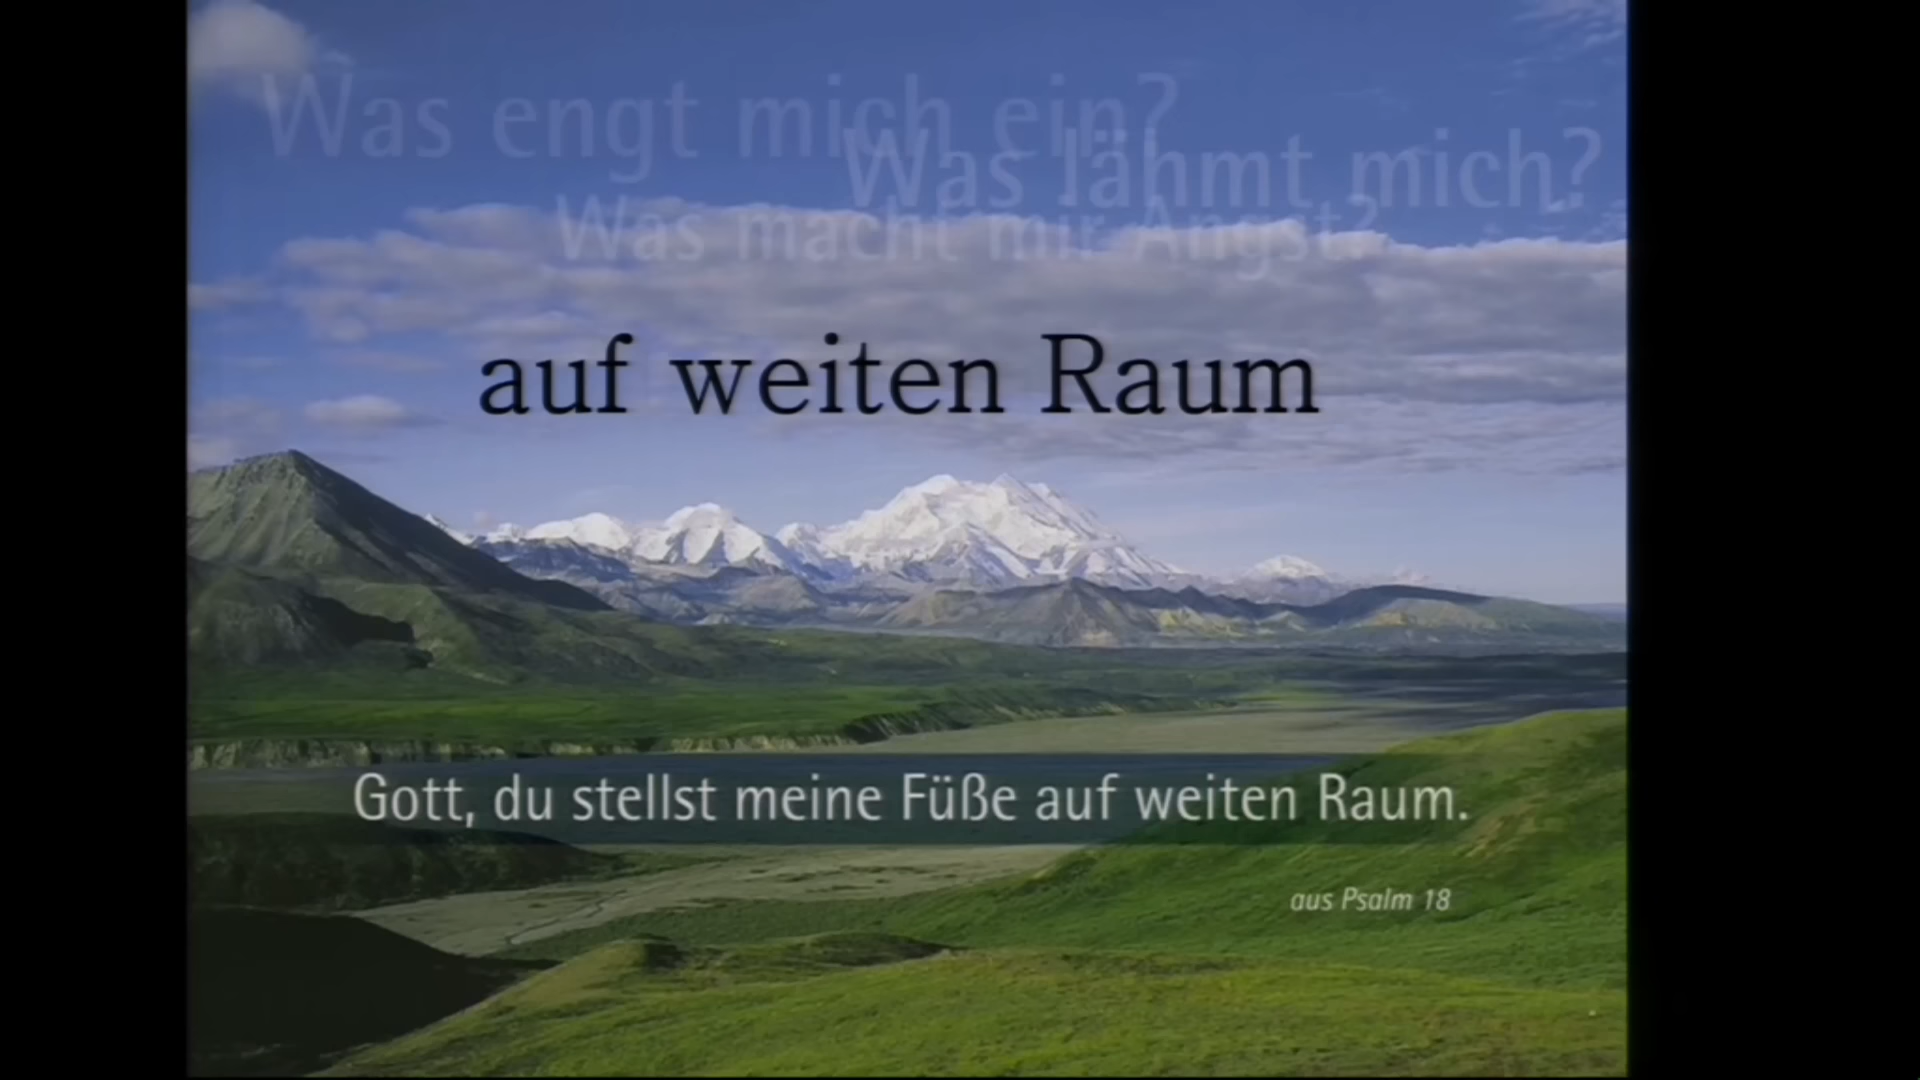 Was engt mich ein?
Was lähmt mich?
Was macht mir Angst?
auf weiten Raum
Gott, du stellst meine Füße auf weiten Raum.
aus Psalm 18